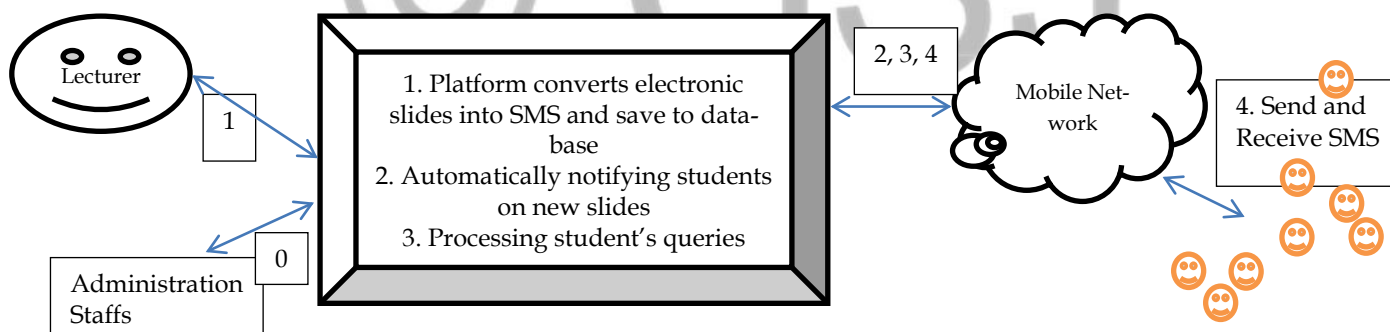 Lecturer
1
0
Administration
Staffs
1. Platform converts electronic
slides into SMS and save to data-
base
2. Automatically notifying students
on new slides
3. Processing student’s queries
2, 3, 4
Mobile Net-
work
4. Send and
Receive SMS